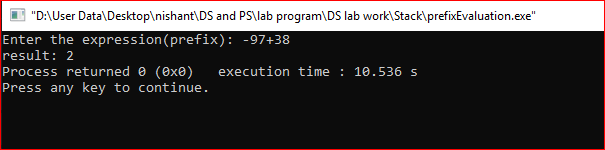 "D:\User Data\Desktop\nishant\DS and PS\lab program\DS lab work\Stack\prefixEvaluation.exe"
Enter the expression(prefix): -97+38
result: 2
Process returned 0 (0x0)   execution time : 10.536 s
Press any key to continue.